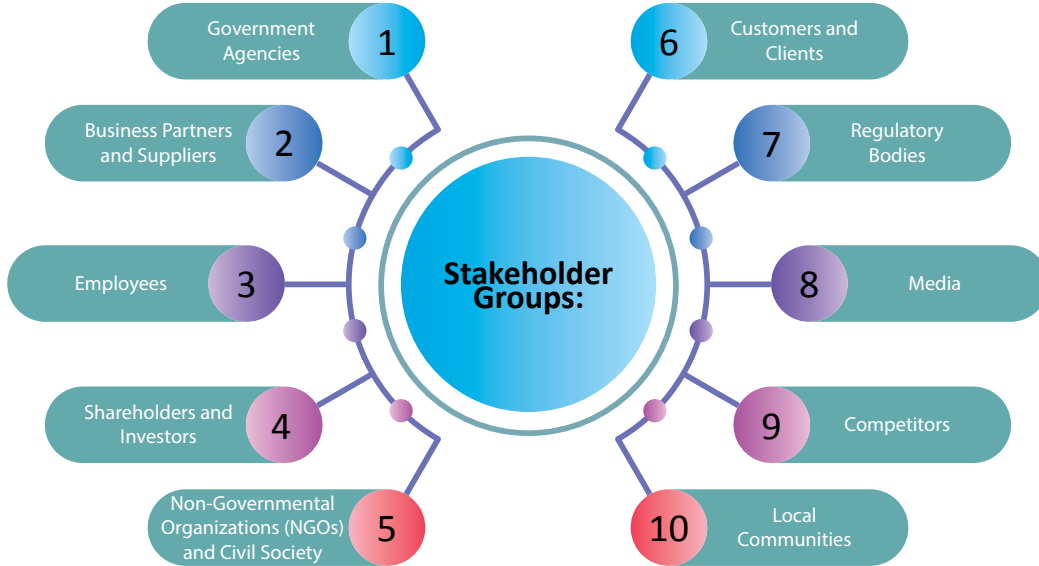 Stakeholder
Groups:
1
Government
Agencies
2
Business Partners
and Suppliers
3
Employees
4
Shareholders and
Investors
5
Non-Governmental
Organizations (NGOs)
and Civil Society
6
Customers and
Clients
7
Regulatory
Bodies
8
Media
9
Competitors
10
Local
Communities